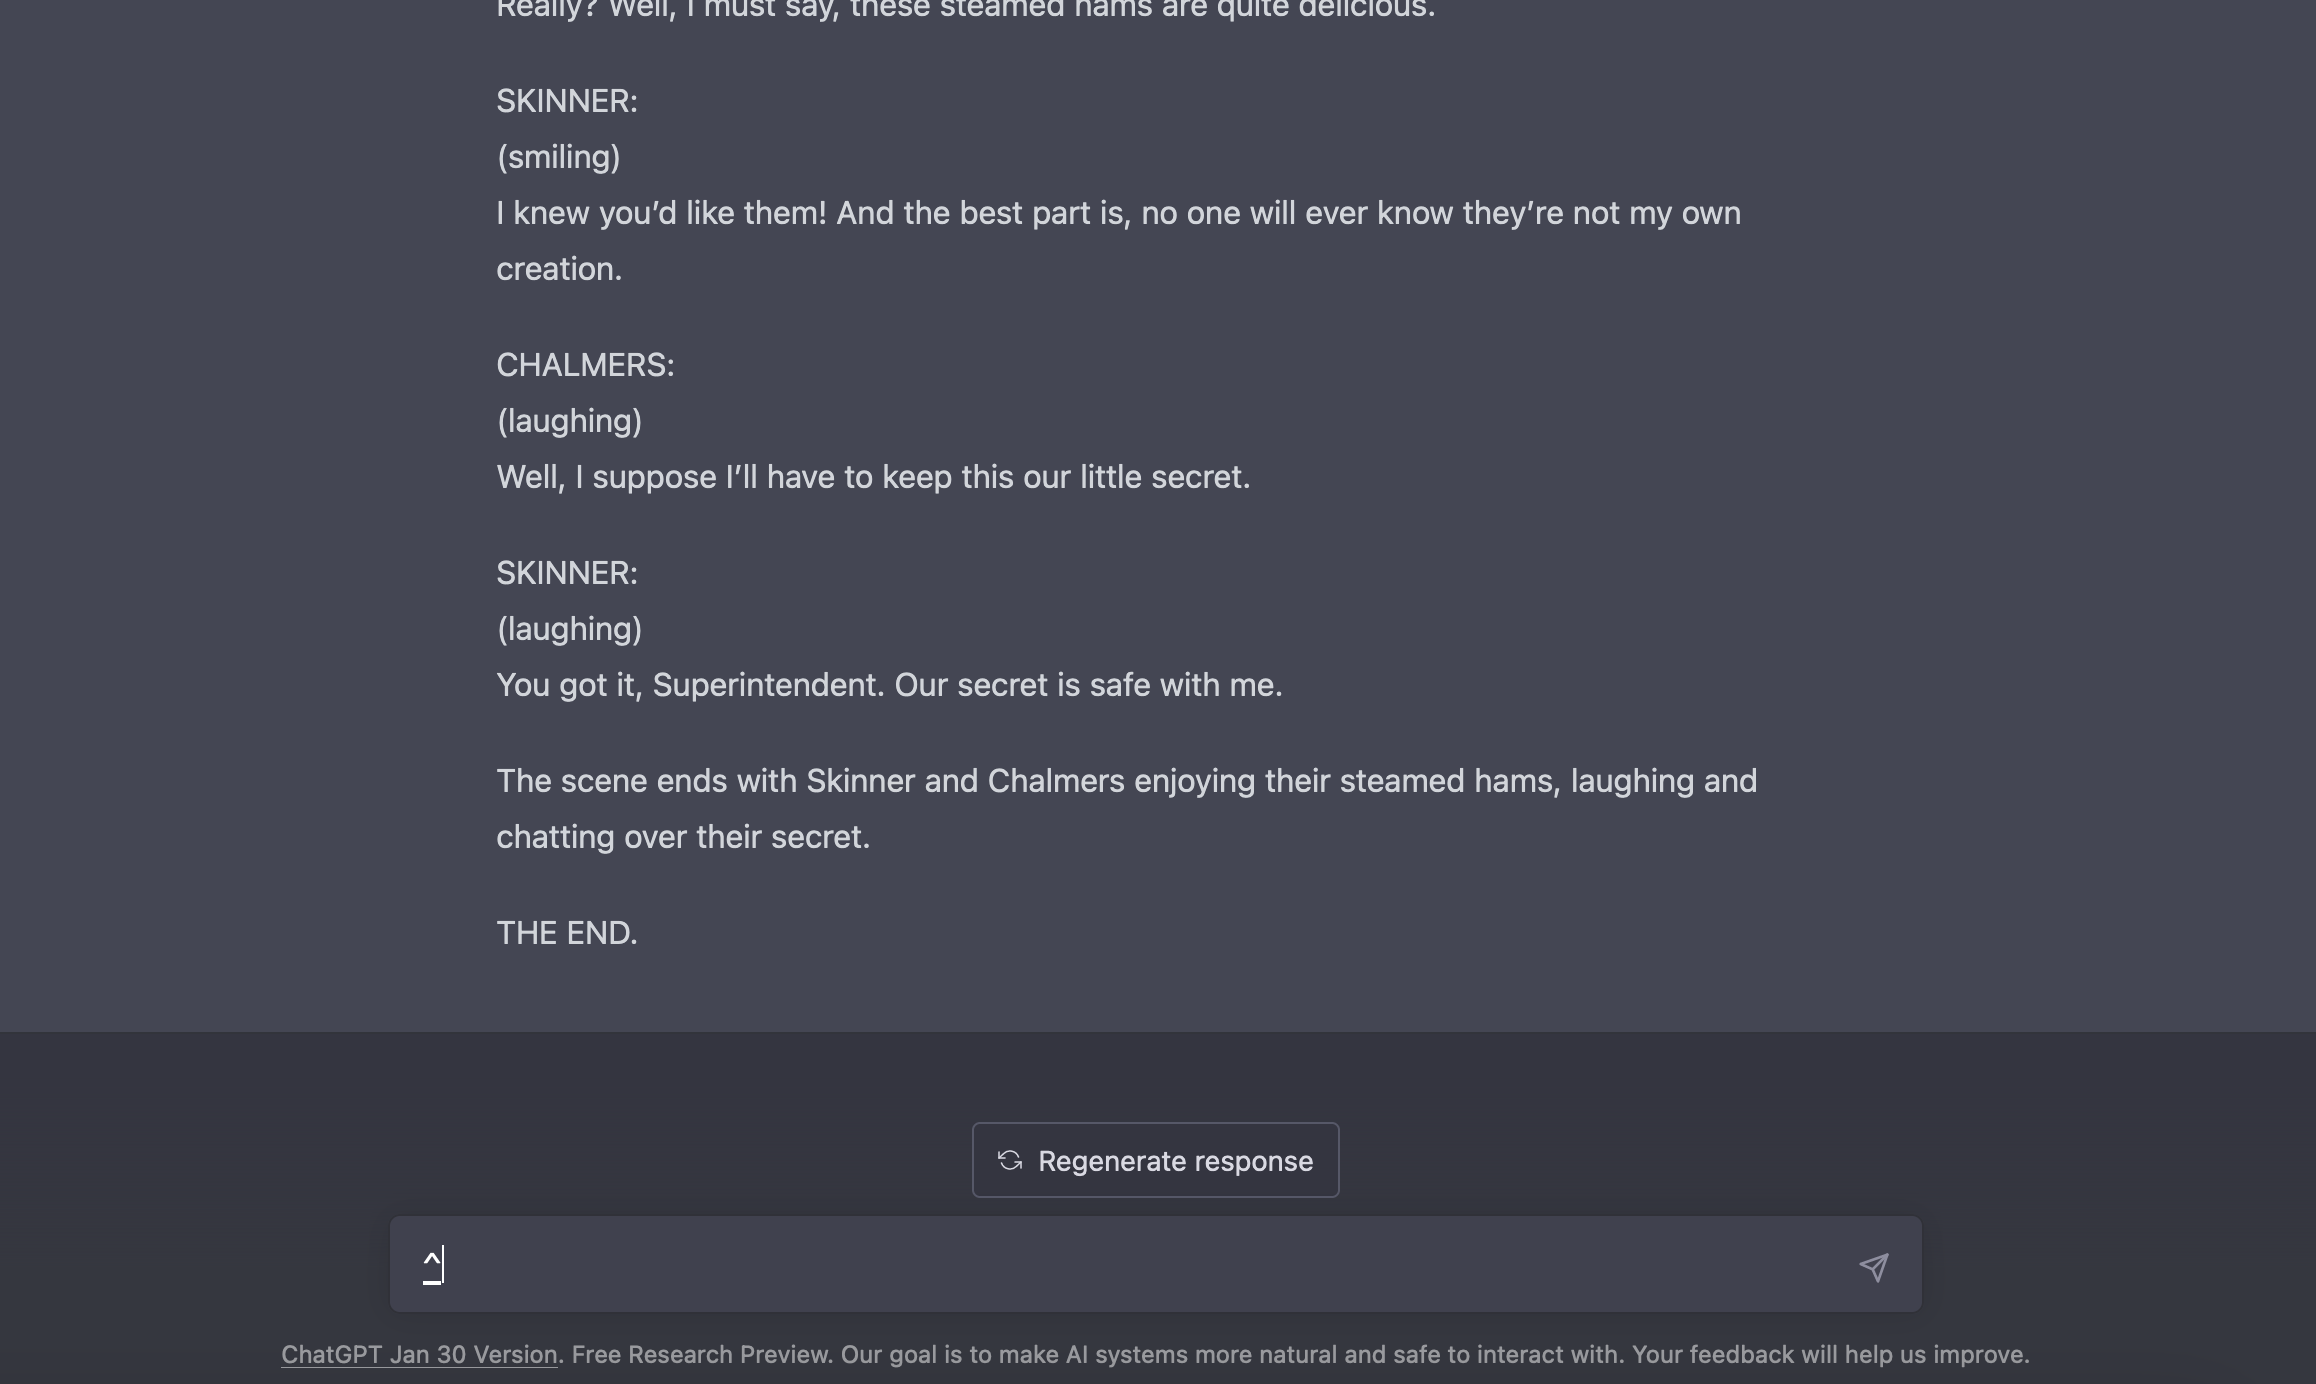 Really? Well, I must say, these steamed hams are quite delicious.
SKINNER:
(smiling)
I knew you’d like them! And the best part is, no one will ever know they’re not my own
creation.
CHALMERS:
(laughing)
Well, I suppose I’ll have to keep this our little secret.
SKINNER:
(laughing)
You got it, Superintendent. Our secret is safe with me.
The scene ends with Skinner and Chalmers enjoying their steamed hams, laughing and
chatting over their secret.
THE END.
Regenerate response
^
ChatGPT Jan 30 Version. Free Research Preview. Our goal is to make AI systems more natural and safe to interact with. Your feedback will help us improve.